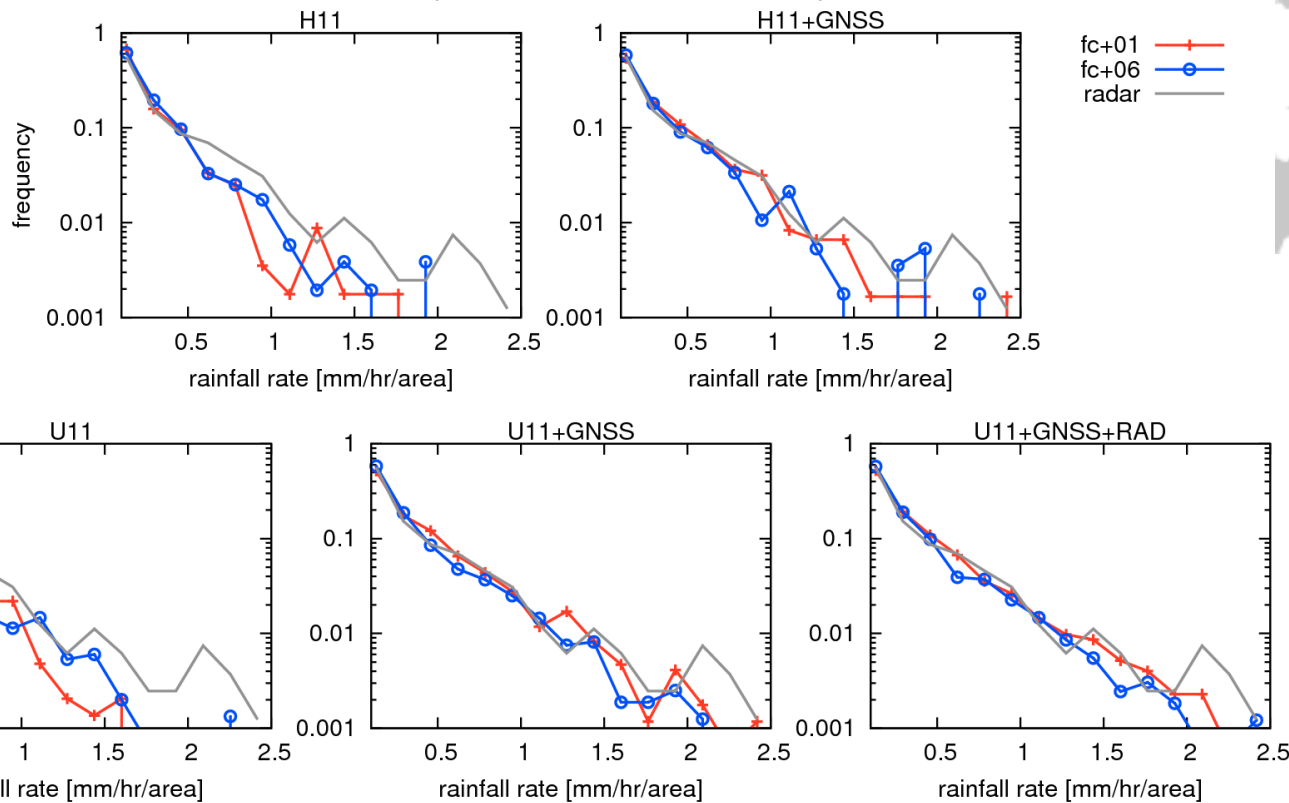 H11
H11+GNSS
fc+01
fc+06
radar
frequency
1
0.1
0.01
0.001
0.5 1 1.5 2 2.5
rainfall rate [mm/hr/area]
1
0.1
0.01
0.001
0.5 1 1.5 2 2.5
rainfall rate [mm/hr/area]
U11
U11+GNSS
U11+GNSS+RAD
1 1.5 2 2.5
ll rate [mm/hr/area]
1
0.1
0.01
0.001
0.5 1 1.5 2 2.5
rainfall rate [mm/hr/area]
1
0.1
0.01
0.001
0.5 1 1.5 2 2.5
rainfall rate [mm/hr/area]